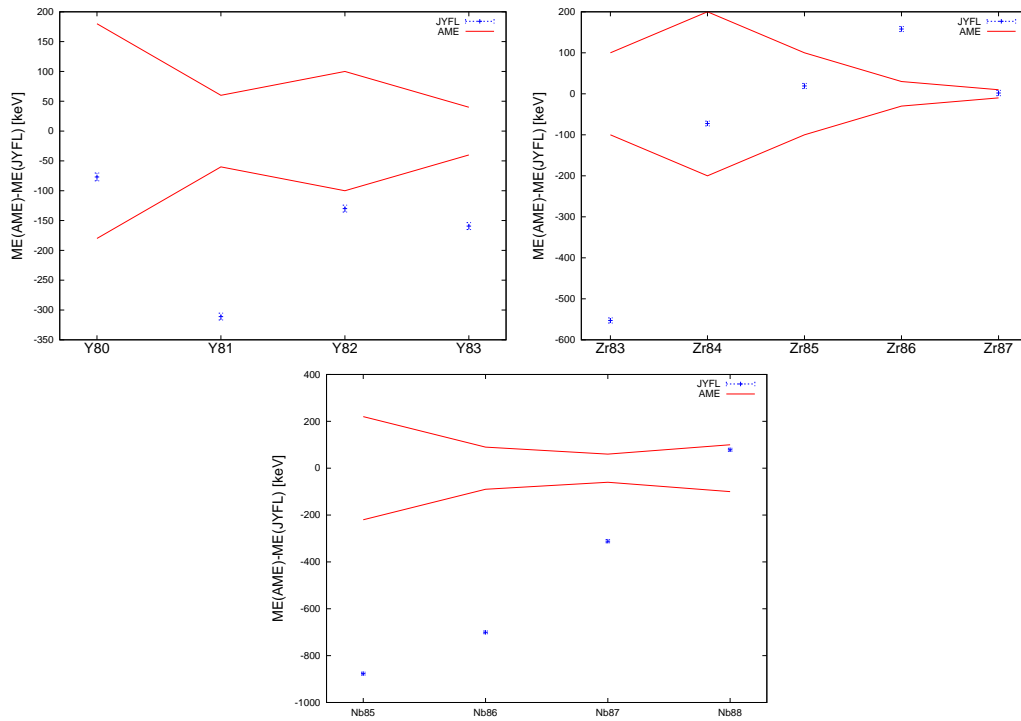 ME(AME)-ME(JYFL) [keV]
200
150
100
50
0
-50
-100
-150
-200
-250
-300
-350
Y80 Y81 Y82 Y83
JYFL
AME
ME(AME)-ME(JYFL) [keV]
200
100
0
-100
-200
-300
-400
-500
-600
Zr83 Zr84 Zr85 Zr86 Zr87
JYFL
AME
ME(AME)-ME(JYFL) [keV]
400
200
0
-200
-400
-600
-800
-1000
Nb85 Nb86 Nb87 Nb88
JYFL
AME